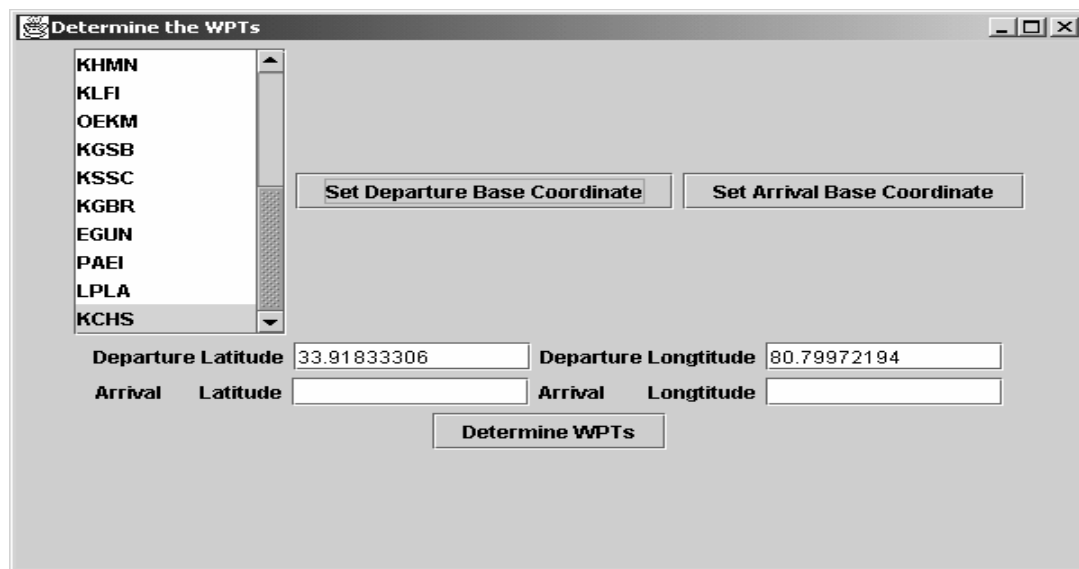 Determine the WPTs
KHMN
KLFI
OEKM
KGSB
KSSC
KGBR
EGUN
PAEI
LPLA
KCHS
Set Departure Base Coordinate Set Arrival Base Coordinate
Departure Latitude 33.91833306 Departure Longtitude 80.79972194
Arrival Latitude Arrival Longtitude
Determine WPTs